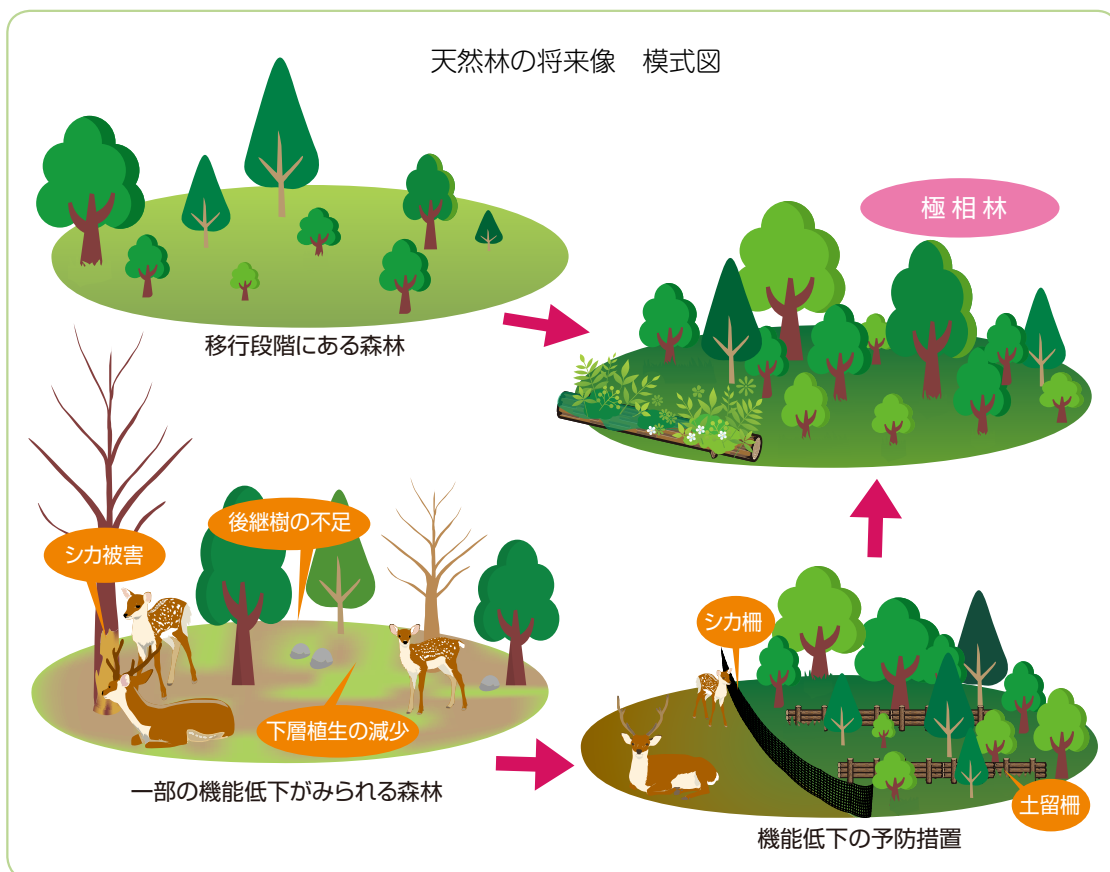 天然林の将来像　模式図
極相林
移行段階にある森林
後継樹の不足
シカ被害
シカ柵
下層植生の減少
一部の機能低下がみられる森林
土留柵
機能低下の予防措置